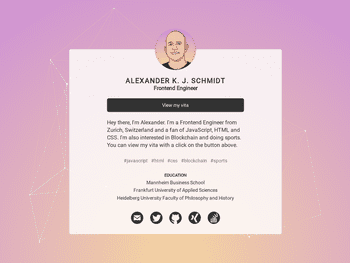 ALEXANDER K. J. SCHMIDT
Frontend Engineer
View my vita
Hey there, I'm Alexander. I'm a Frontend Engineer from
Zurich, Switzerland and a fan of JavaScript, HTML and
CSS. I'm also interested in Blockchain and doing sports.
You can view my vita with a click on the button above.
#javascript #html #css #blockchain #sports
EDUCATION
Mannheim Business School
Frankfurt University of Applied Sciences
Heidelberg University Faculty of Philosophy and History